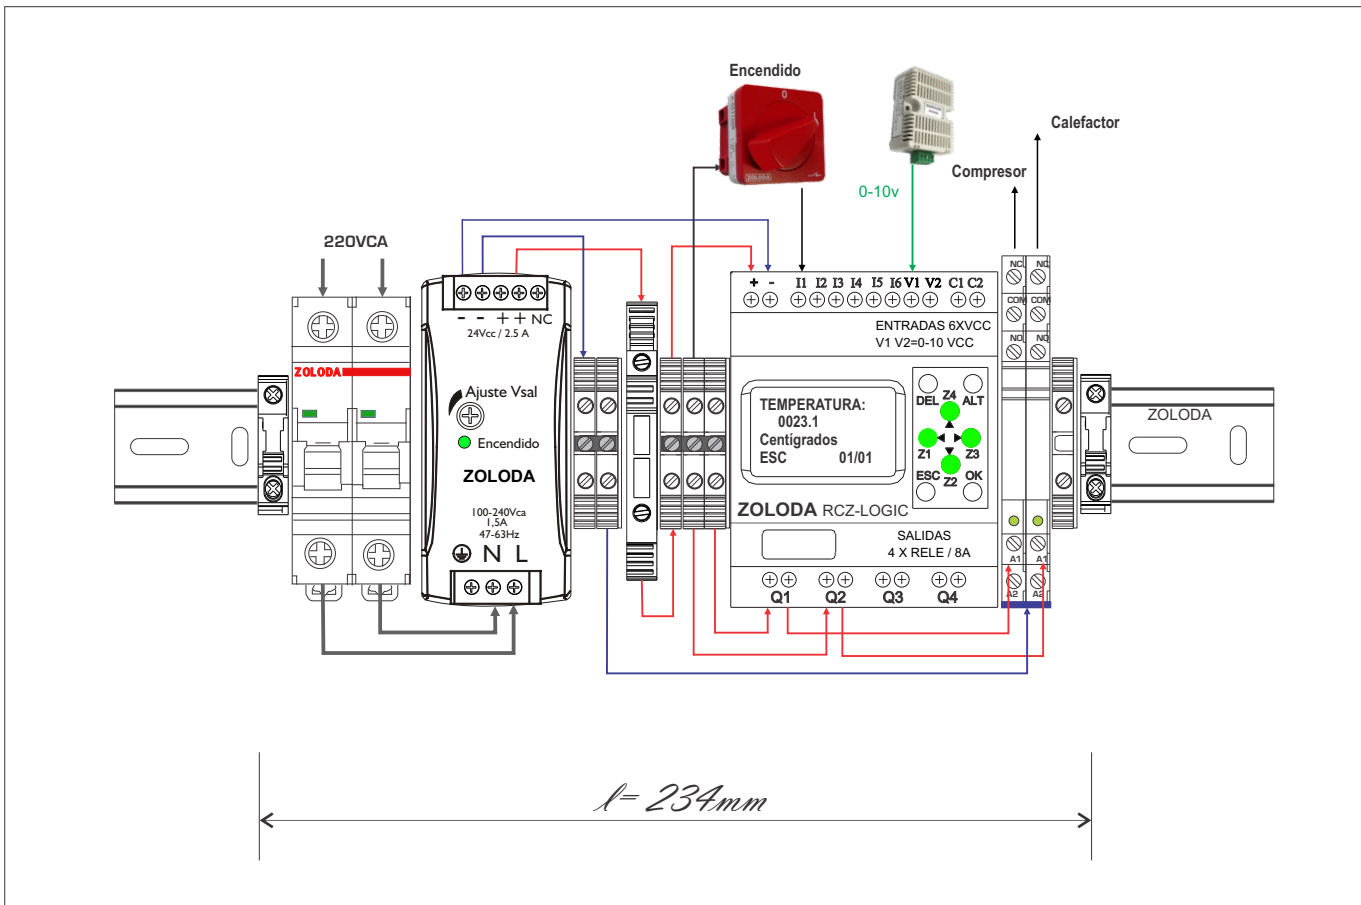 Encendido
0
ZOLODA
0-10v
Compresor
Calefactor
220VCA
ZOLODA
- - + + NC
24Vcc / 2.5 A
Ajuste Vsal
Encendido
ZOLODA
100-240Vca
1,5A
47-63Hz
N L
+ - I1 I2 I3 I4 I5 I6 V1 V2 C1 C2
ENTRADAS 6XVCC
V1 V2=0-10 VCC
TEMPERATURA:
0023.1
Centígrados
ESC 01/01
DEL Z4 ALT
Z1 Z3
ESC Z2 OK
ZOLODA RCZ-LOGIC
SALIDAS
4 X RELE / 8A
Q1 Q2 Q3 Q4
NC NC
COM COM
NO NO
A1 A1
A2 A2
ZOLODA
l= 234mm